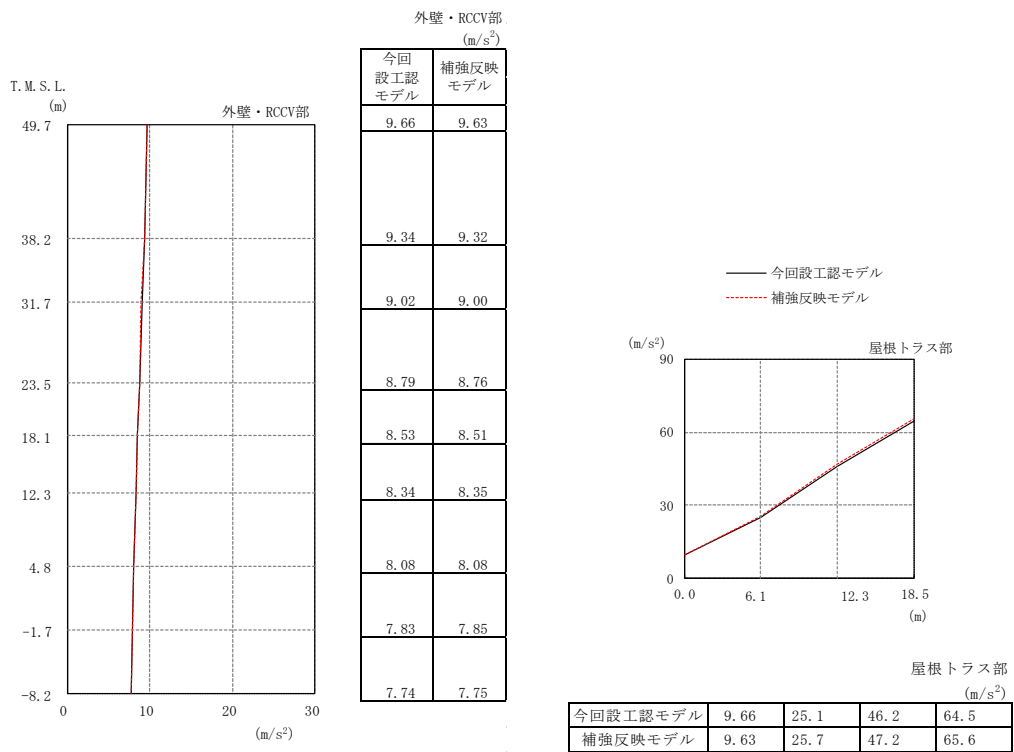 外壁・RCCV部
(m/s²)
今回
設工認
モデル
補強反映
モデル
9.66 9.63
9.34 9.32
9.02 9.00
8.79 8.76
8.53 8.51
8.34 8.35
8.08 8.08
7.83 7.85
7.74 7.75
T.M.S.L.
(m)
外壁・RCCV部
49.7
38.2
31.7
23.5
18.1
12.3
4.8
-1.7
-8.2
0 10 20 30
(m/s²)
今回設工認モデル
補強反映モデル
(m/s²)
屋根トラス部
90
60
30
0
0.0 6.1 12.3 18.5
(m)
屋根トラス部
(m/s²)
今回設工認モデル 9.66 25.1 46.2 64.5
補強反映モデル 9.63 25.7 47.2 65.6